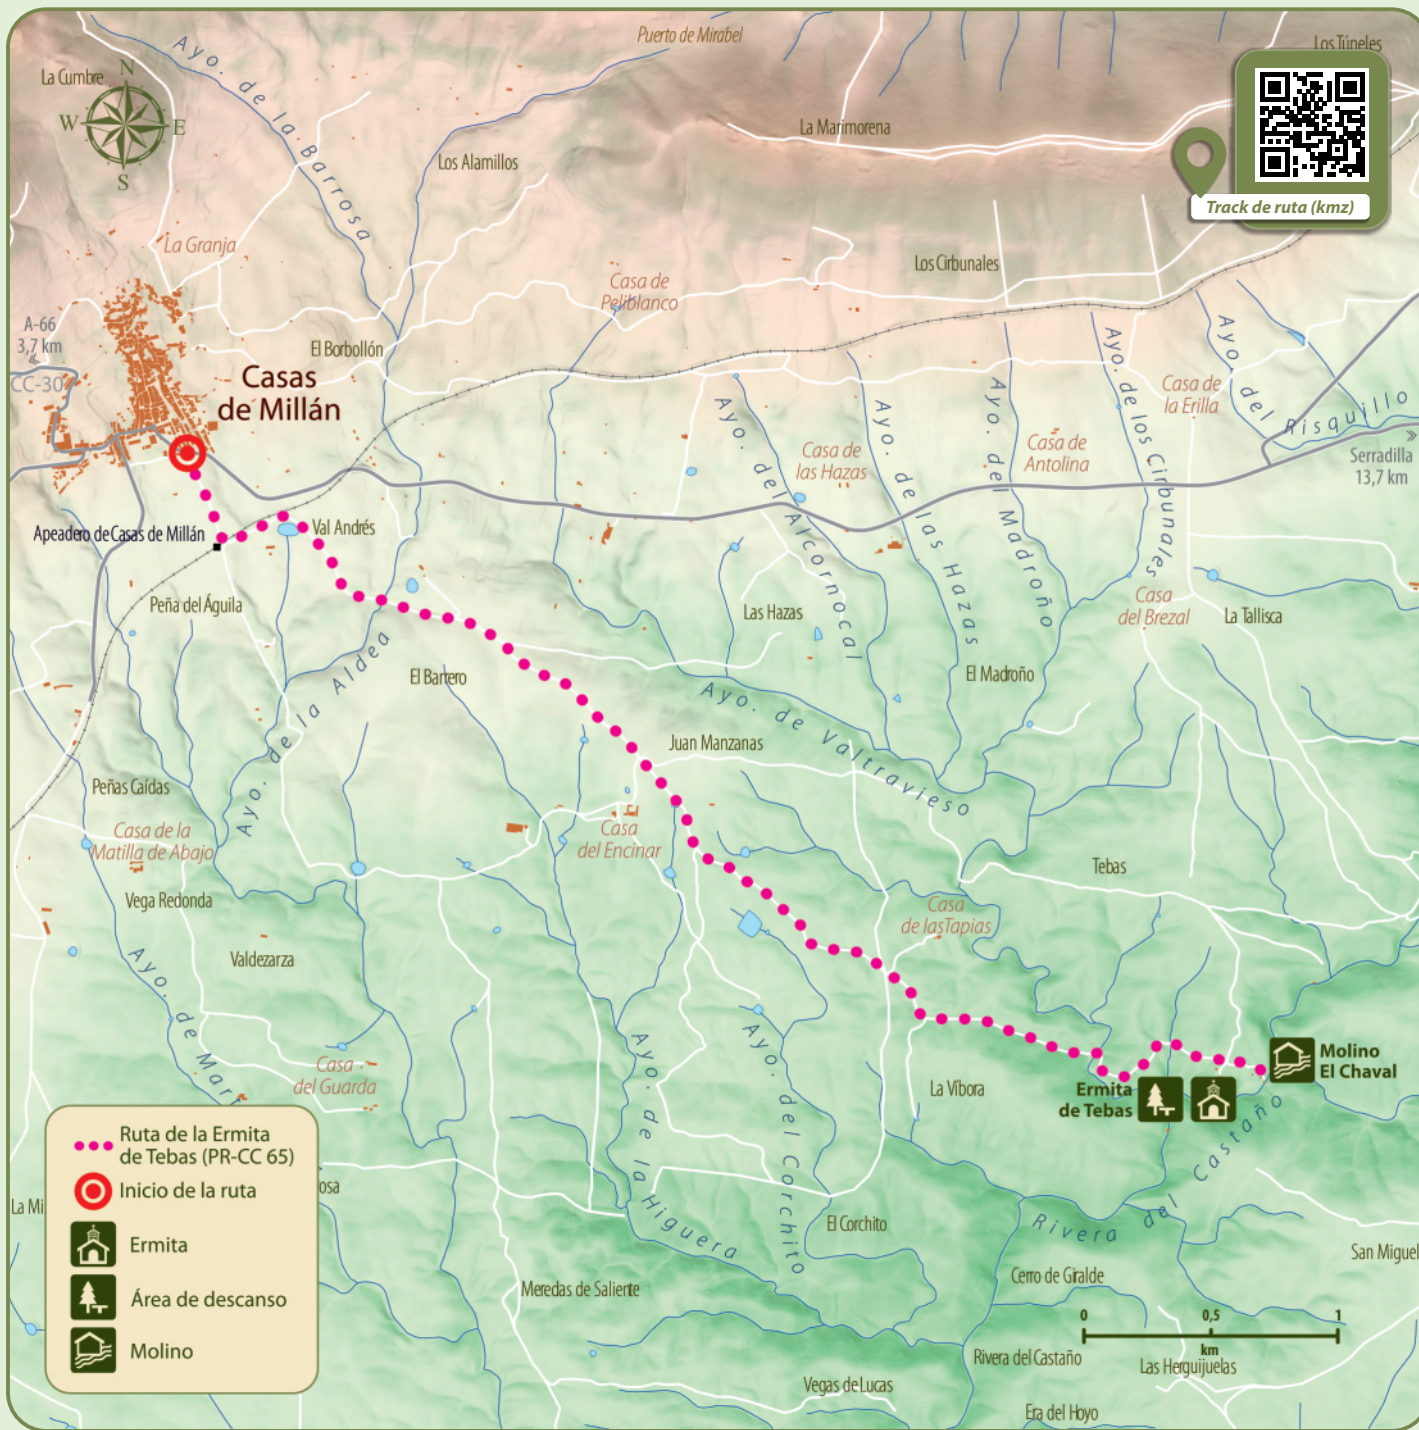 Puerto de Mirabel
Los Túneles
La Cumbre
N
W
E
S
Ayo. de la Barrosa
La Marimorena
Los Alamillos
Track de ruta (kmz)
La Granja
Los Cirbunales
Casa de
Peliblanco
A-66
3,7 km
CC-30
El Borbollón
Casas
de Millán
Ayo. del Alcornocal
Ayo. de las Hazas
Ayo. del Madroño
Ayo. de los Cirbunales
Ayo. del Risquillo
Casa de
la Erilla
Casa de
las Hazas
Casa de
Antolina
Serradilla
13,7 km
Apeadero de Casas de Millán
Val Andrés
Peña del Águila
Las Hazas
Casa
del Brezal
La Tallisca
El Barrero
El Madroño
Ayo. de la Aldea
Ayo. de Valtravieso
Juan Manzanas
Peñas Caídas
Casa de la
Matilla de Abajo
Casa
del Encinar
Tebas
Vega Redonda
Casa
de las Tapias
Valdezarza
Ayo. de Mart
Casa
del Guarda
Ayo. de la Higuera
Ayo. del Corchito
La Víbora
Ermita
de Tebas
Molino
El Chaval
Rivera del Castaño
Ruta de la Ermita
de Tebas (PR-CC 65)
Inicio de la ruta
Ermita
Área de descanso
Molino
La Mi
osa
El Corchito
San Miguel
Meredas de Saliente
Cerro de Giralde
0
0,5
1
km
Rivera del Castaño
Las Herguijuelas
Vegas de Lucas
Era del Hoyo